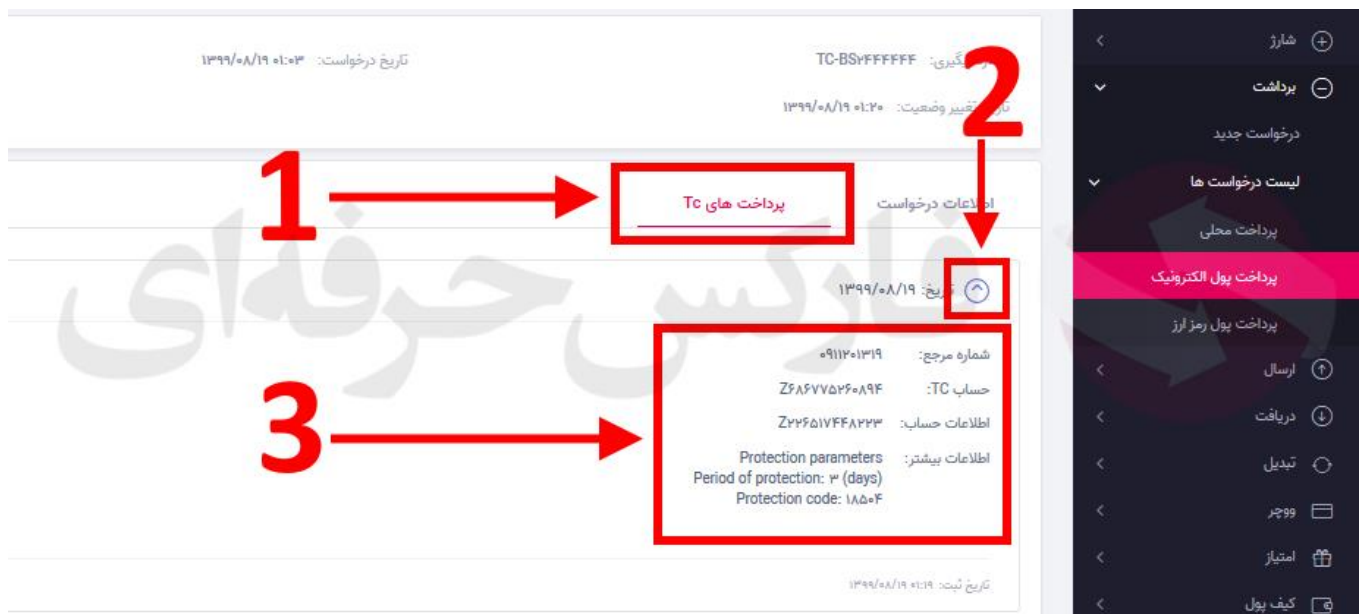 شارژ
برداشت
درخواست جدید
لیست درخواست ها
پرداخت محلی
پرداخت پول الکترونیک
پرداخت پول رمز ارز
ارسال
دریافت
تبدیل
ووچر
امتیاز
کیف پول
TC-BS۲۴۴۴۴۴۴
تاریخ درخواست: ۱۳۹۹/۰۸/۱۹ ۰۱:۰۳
تغییر وضعیت: ۱۳۹۹/۰۸/۱۹ ۰۱:۲۰
2
1
اطلاعات درخواست
پرداخت های Tc
فارکس حرفه‌ای
تاریخ: ۱۳۹۹/۰۸/۱۹
3
شماره مرجع: ۰۹۱۱۲۰۱۳۱۹
حساب TC: Z۶۸۶۷۷۵۲۶۰۸۹۴
اطلاعات حساب: Z۲۲۶۵۱۷۴۴۸۲۲۳
اطلاعات بیشتر: Protection parameters
Period of protection: ۳ (days)
Protection code: ۱۸۵۰۴
تاریخ ثبت: ۱۳۹۹/۰۸/۱۹ ۰۱:۱۹